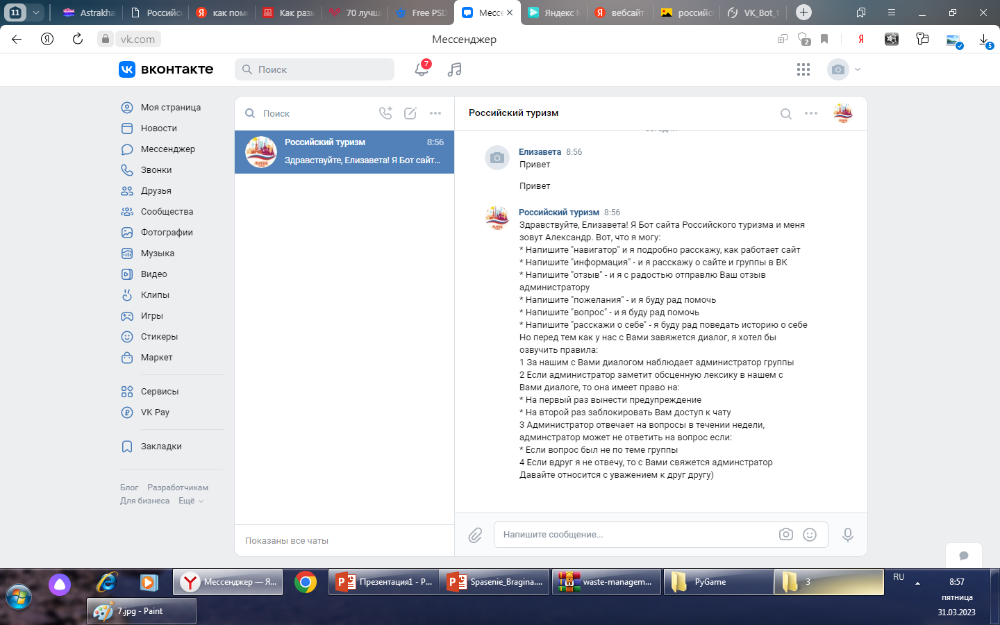 11
Astrakha
Российс
как поме
Как разм
70 лучш
Free PSD
Мессе
Яндекс М
вебсайт
российс
VK_Bot_t
vk.com
Мессенджер
2
5
вконтакте
Поиск
7
Моя страница
Новости
Мессенджер
Звонки
Друзья
Сообщества
Фотографии
Музыка
Видео
Клипы
Игры
Стикеры
Маркет
Сервисы
VK Pay
Закладки
Блог Разработчикам
Для бизнеса Ещё
Поиск
Российский туризм 8:56
Здравствуйте, Елизавета! Я Бот сайт...
Показаны все чаты
Российский туризм
Елизавета 8:56
Привет
Привет
Российский туризм 8:56
Здравствуйте, Елизавета! Я Бот сайта Российского туризма и меня
зовут Александр. Вот, что я могу:
* Напишите "навигатор" и я подробно расскажу, как работает сайт
* Напишите "информация" - и я расскажу о сайте и группы в ВК
* Напишите "отзыв" - и я с радостью отправлю Ваш отзыв
администратору
* Напишите "пожелания" - и я буду рад помочь
* Напишите "вопрос" - и я буду рад помочь
* Напишите "расскажи о себе" - я буду рад поведать историю о себе
Но перед тем как у нас с Вами завяжется диалог, я хотел бы
озвучить правила:
1 За нашим с Вами диалогом наблюдает администратор группы
2 Если администратор заметит обсценную лексику в нашем с
Вами диалоге, то она имеет право на:
* На первый раз вынести предупреждение
* На второй раз заблокировать Вам доступ к чату
3 Администратор отвечает на вопросы в течении недели,
админстратор может не ответить на вопрос если:
* Если вопрос был не по теме группы
4 Если вдруг я не отвечу, то с Вами свяжется админстратор
Давайте относится с уважением к друг другу)
Напишите сообщение...
Мессенджер — Я...
Презентация1 - P...
Spasenie_Bragina....
waste-managem...
PyGame
3
RU
8:57
пятница
31.03.2023
7.jpg - Paint